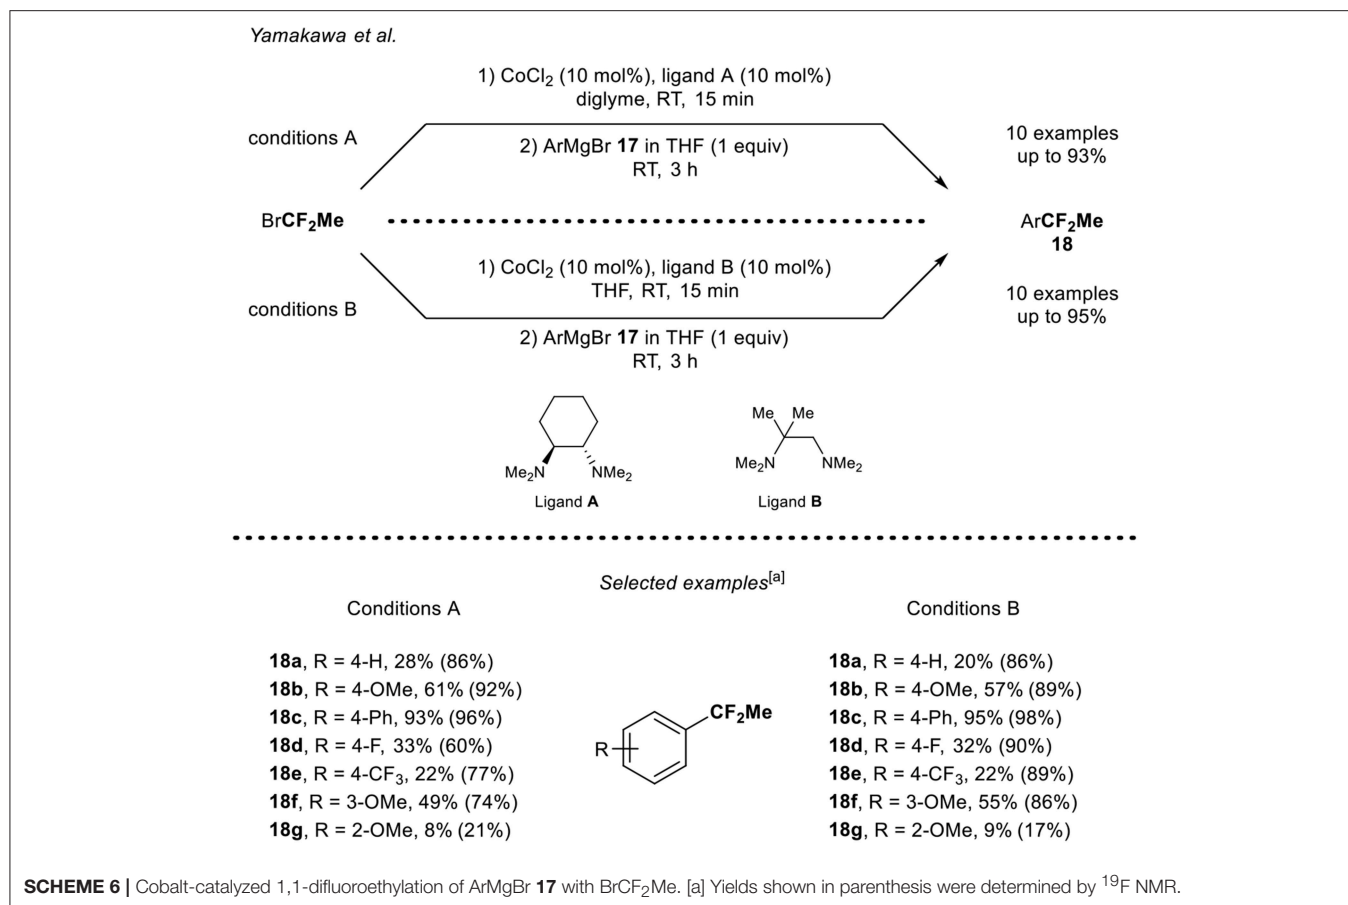 Yamakawa et al.
1) CoCl2 (10 mol%), ligand A (10 mol%)
diglyme, RT, 15 min
conditions A
2) ArMgBr 17 in THF (1 equiv)
RT, 3 h
10 examples
up to 93%
BrCF2Me
ArCF2Me
18
1) CoCl2 (10 mol%), ligand B (10 mol%)
THF, RT, 15 min
conditions B
2) ArMgBr 17 in THF (1 equiv)
RT, 3 h
10 examples
up to 95%
Me2N
NMe2
Ligand A
Me Me
Me2N
NMe2
Ligand B
Selected examples[a]
Conditions A
18a, R = 4-H, 28% (86%)
18b, R = 4-OMe, 61% (92%)
18c, R = 4-Ph, 93% (96%)
18d, R = 4-F, 33% (60%)
18e, R = 4-CF3, 22% (77%)
18f, R = 3-OMe, 49% (74%)
18g, R = 2-OMe, 8% (21%)
CF2Me
R
Conditions B
18a, R = 4-H, 20% (86%)
18b, R = 4-OMe, 57% (89%)
18c, R = 4-Ph, 95% (98%)
18d, R = 4-F, 32% (90%)
18e, R = 4-CF3, 22% (89%)
18f, R = 3-OMe, 55% (86%)
18g, R = 2-OMe, 9% (17%)
SCHEME 6 | Cobalt-catalyzed 1,1-difluoroethylation of ArMgBr 17 with BrCF2Me. [a] Yields shown in parenthesis were determined by 19F NMR.